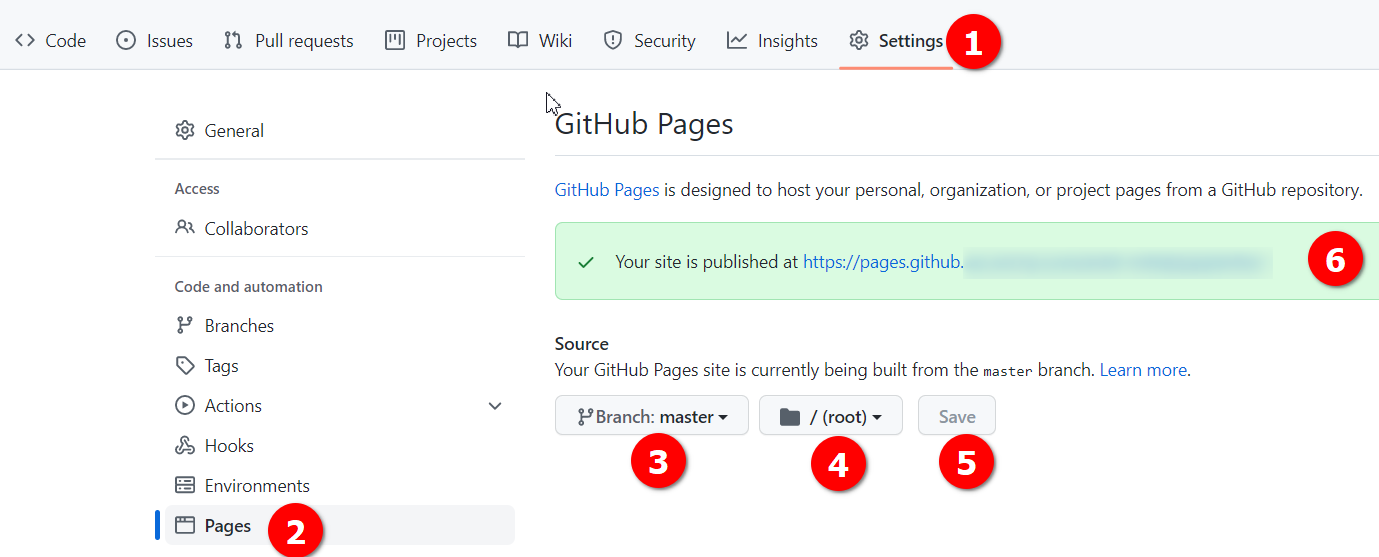 Code Issues Pull requests Projects Wiki Security Insights Settings 1
General
Access
Collaborators
Code and automation
Branches
Tags
Actions
Hooks
Environments
Pages 2
GitHub Pages
GitHub Pages is designed to host your personal, organization, or project pages from a GitHub repository.
Your site is published at https://pages.github. 6
Source
Your GitHub Pages site is currently being built from the master branch. Learn more.
Branch: master / (root) Save
3 4 5